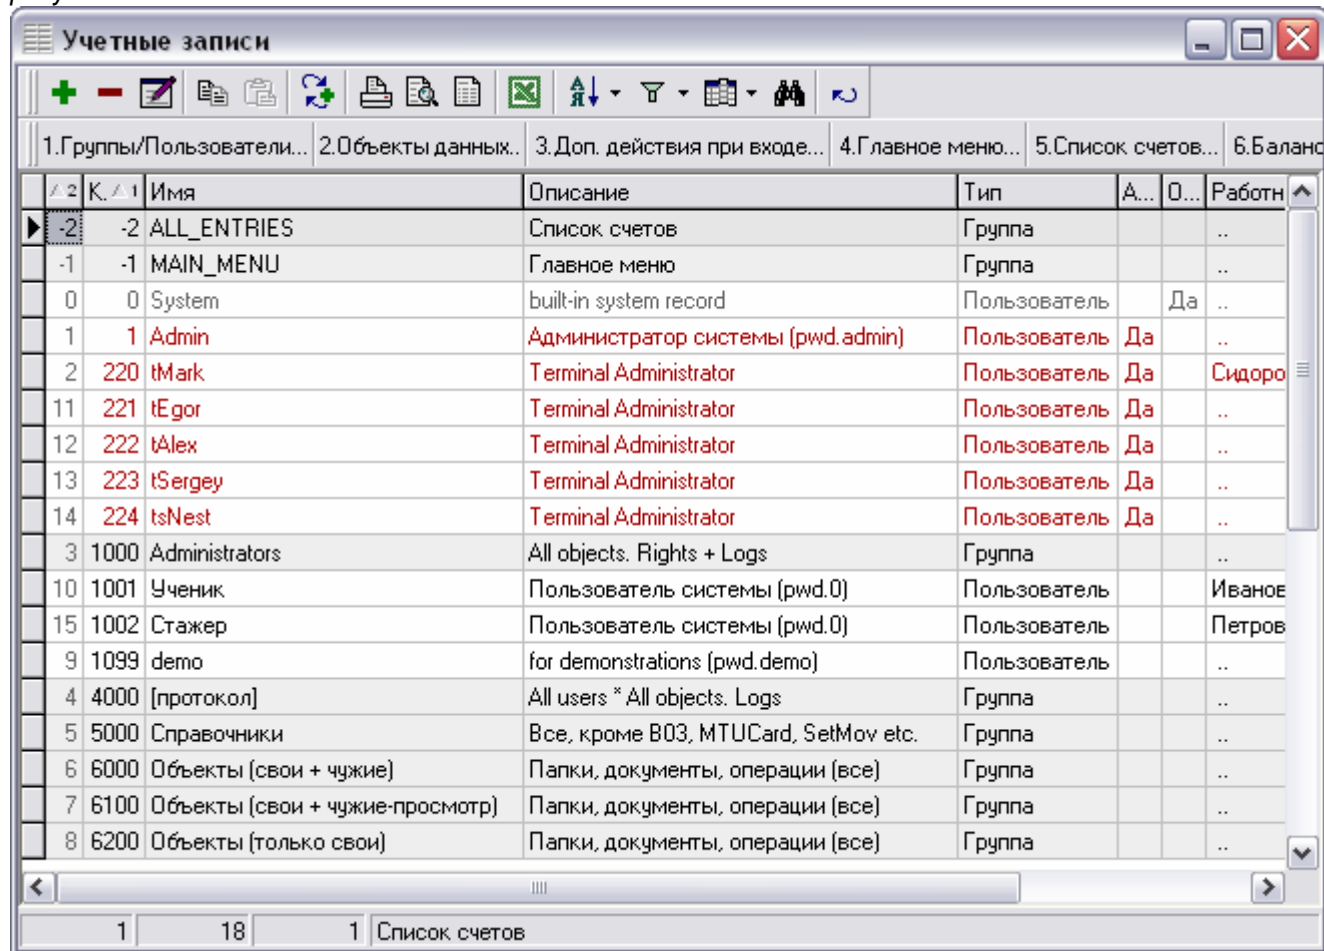 Учетные записи
1.Группы/Пользователи... 2.Объекты данных.. 3.Доп. действия при входе... 4.Главное меню... 5.Список счетов... 6.Баланс
2 К. 1 Имя Описание Тип А... О... Работн
-2 -2 ALL_ENTRIES Список счетов Группа ..
-1 -1 MAIN_MENU Главное меню Группа ..
0 0 System built-in system record Пользователь Да ..
1 1 Admin Администратор системы (pwd.admin) Пользователь Да ..
2 220 tMark Terminal Administrator Пользователь Да Сидоро
11 221 tEgor Terminal Administrator Пользователь Да ..
12 222 tAlex Terminal Administrator Пользователь Да ..
13 223 tSergey Terminal Administrator Пользователь Да ..
14 224 tsNest Terminal Administrator Пользователь Да ..
3 1000 Administrators All objects. Rights + Logs Группа ..
10 1001 Ученик Пользователь системы (pwd.0) Пользователь Иванов
15 1002 Стажер Пользователь системы (pwd.0) Пользователь Петров
9 1099 demo for demonstrations (pwd.demo) Пользователь ..
4 4000 [протокол] All users * All objects. Logs Группа ..
5 5000 Справочники Все, кроме B03, MTUCard, SetMov etc. Группа ..
6 6000 Объекты (свои + чужие) Папки, документы, операции (все) Группа ..
7 6100 Объекты (свои + чужие-просмотр) Папки, документы, операции (все) Группа ..
8 6200 Объекты (только свои) Папки, документы, операции (все) Группа ..
1 18 1 Список счетов